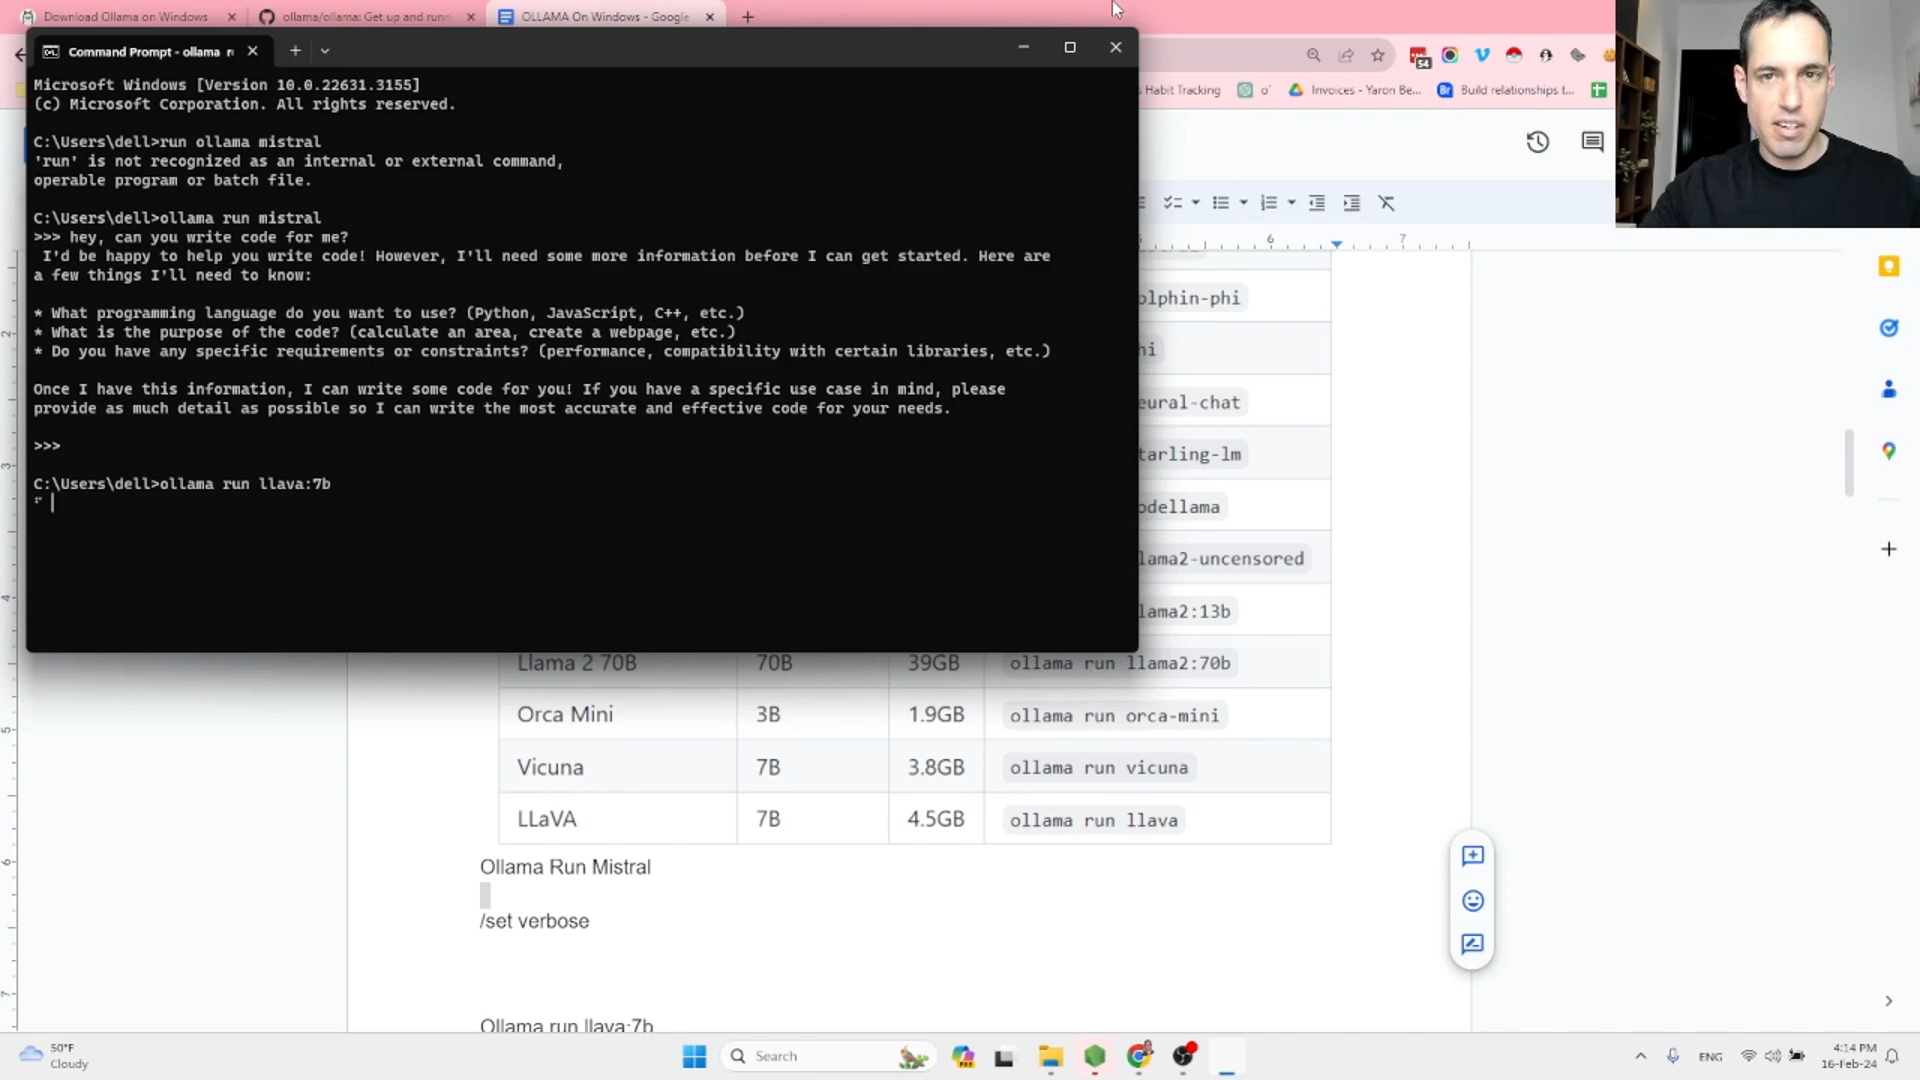 Download Ollama on Windows
ollama/ollama: Get up and runn
OLLAMA On Windows - Google
Command Prompt - ollama r
Microsoft Windows [Version 10.0.22631.3155]
(c) Microsoft Corporation. All rights reserved.
C:\Users\dell>run ollama mistral
'run' is not recognized as an internal or external command,
operable program or batch file.
C:\Users\dell>ollama run mistral
>>> hey, can you write code for me?
I'd be happy to help you write code! However, I'll need some more information before I can get started. Here are
a few things I'll need to know:
* What programming language do you want to use? (Python, JavaScript, C++, etc.)
* What is the purpose of the code? (calculate an area, create a webpage, etc.)
* Do you have any specific requirements or constraints? (performance, compatibility with certain libraries, etc.)
Once I have this information, I can write some code for you! If you have a specific use case in mind, please
provide as much detail as possible so I can write the most accurate and effective code for your needs.
>>>
C:\Users\dell>ollama run llava:7b
54
Habit Tracking
Invoices - Yaron Be...
Br Build relationships t...
6 7
olphin-phi
hi
eural-chat
tarling-lm
odellama
lama2-uncensored
lama2:13b
Llama 2 70B 70B 39GB ollama run llama2:70b
Orca Mini 3B 1.9GB ollama run orca-mini
Vicuna 7B 3.8GB ollama run vicuna
LLaVA 7B 4.5GB ollama run llava
Ollama Run Mistral
/set verbose
Ollama run llava:7b
2
3
4
5
6
7
50°F
Cloudy
Search
ENG
4:14 PM
16-Feb-24